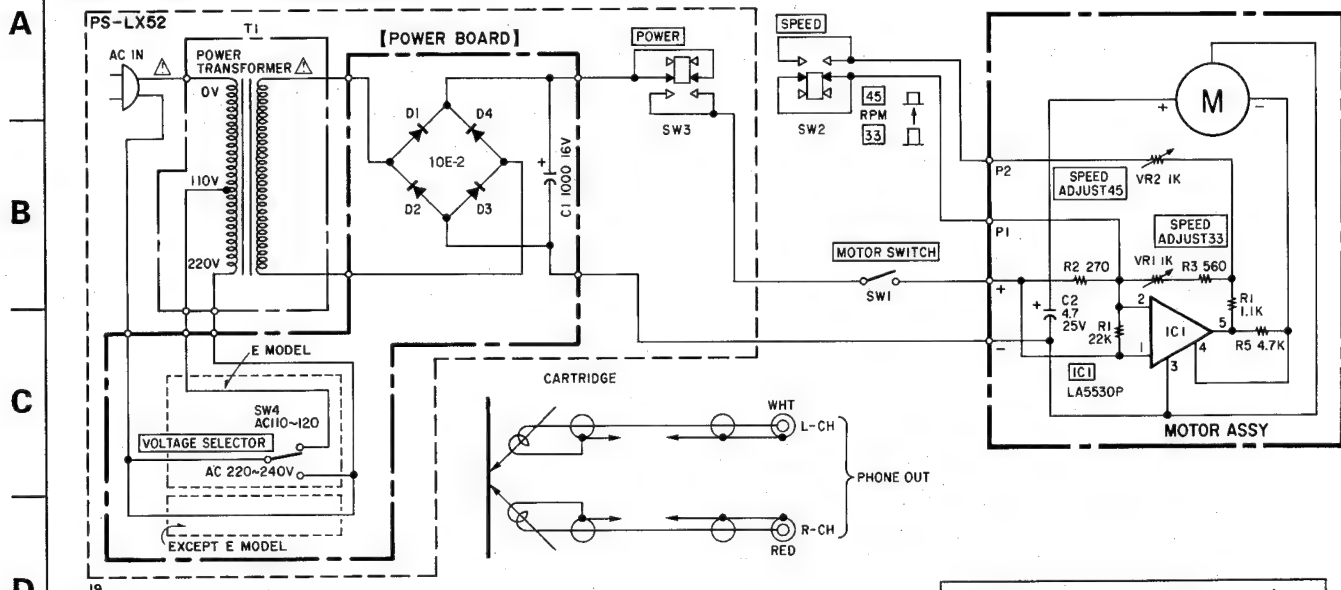 A
B
C
D
PS-LX52
AC IN
T1
POWER
TRANSFORMER
0V
110V
220V
[POWER BOARD]
D1
D4
10E-2
D2
D3
+
C1 1000 16V
POWER
SW3
SPEED
SW2
45
RPM
33
M
+
−
P2
SPEED
ADJUST45
VR2 1K
P1
SPEED
ADJUST33
MOTOR SWITCH
SW1
+
R2 270
VR1 1K
R3 560
+
C2
4.7
25V
R1
22K
2
1
IC1
3
4
5
R1
1.1K
R5 4.7K
−
IC1
LA5530P
MOTOR ASSY
E MODEL
SW4
AC110~120
VOLTAGE SELECTOR
AC 220~240V
EXCEPT E MODEL
CARTRIDGE
WHT
L-CH
PHONE OUT
R-CH
RED